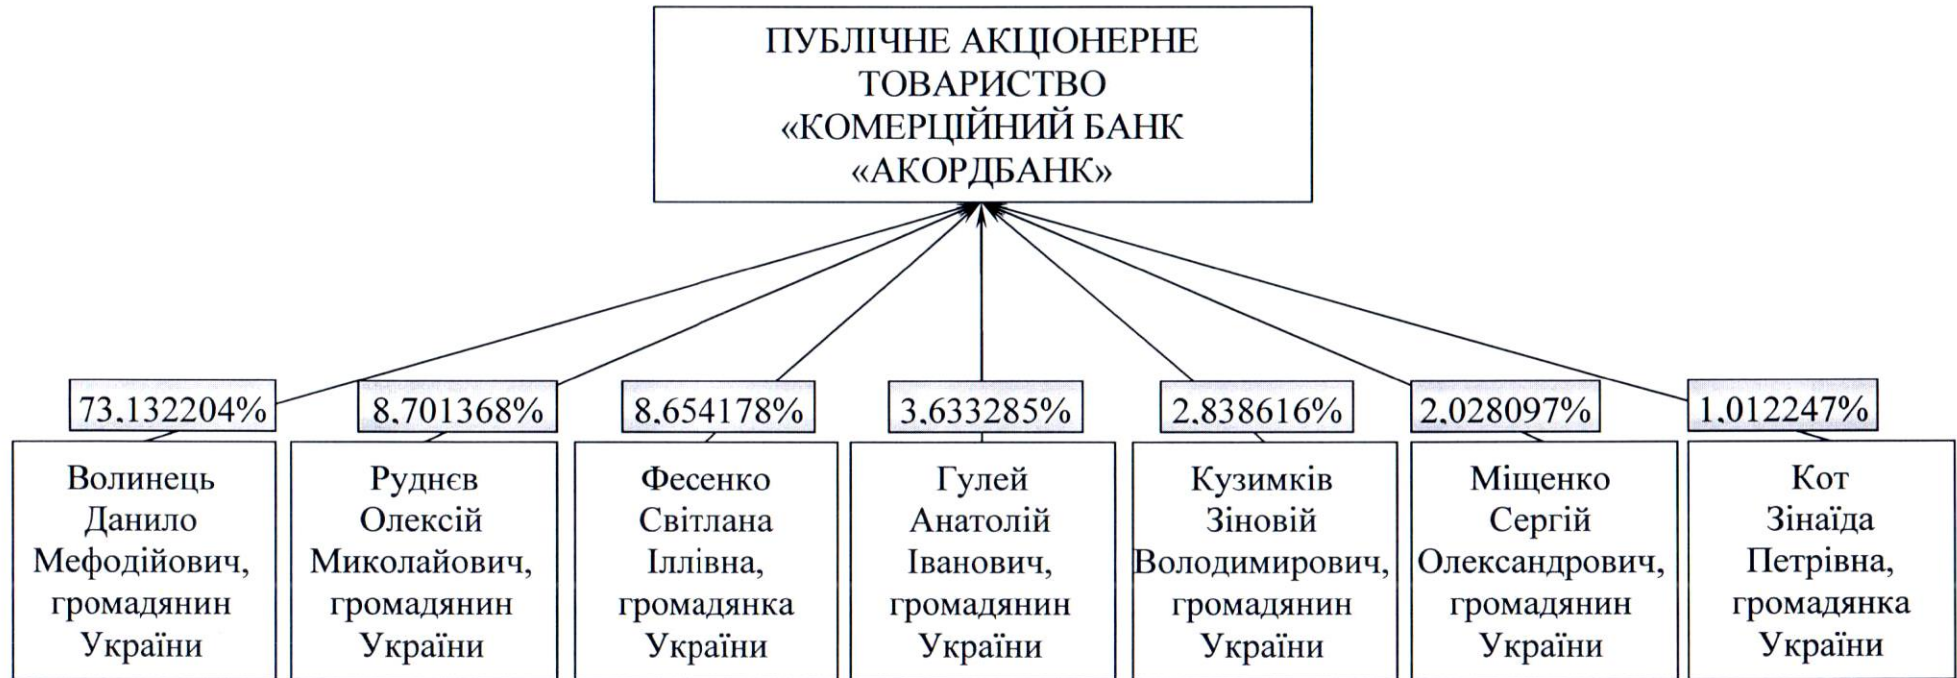 ПУБЛІЧНЕ АКЦІОНЕРНЕ
ТОВАРИСТВО
«КОМЕРЦІЙНИЙ БАНК
«АКОРДБАНК»
73,132204%
8,701368%
8,654178%
3,633285%
2,838616%
2,028097%
1,012247%
Волинець
Данило
Мефодійович,
громадянин
України
Руднєв
Олексій
Миколайович,
громадянин
України
Фесенко
Світлана
Іллівна,
громадянка
України
Гулей
Анатолій
Іванович,
громадянин
України
Кузимків
Зіновій
Володимирович,
громадянин
України
Міщенко
Сергій
Олександрович,
громадянин
України
Кот
Зінаїда
Петрівна,
громадянка
України